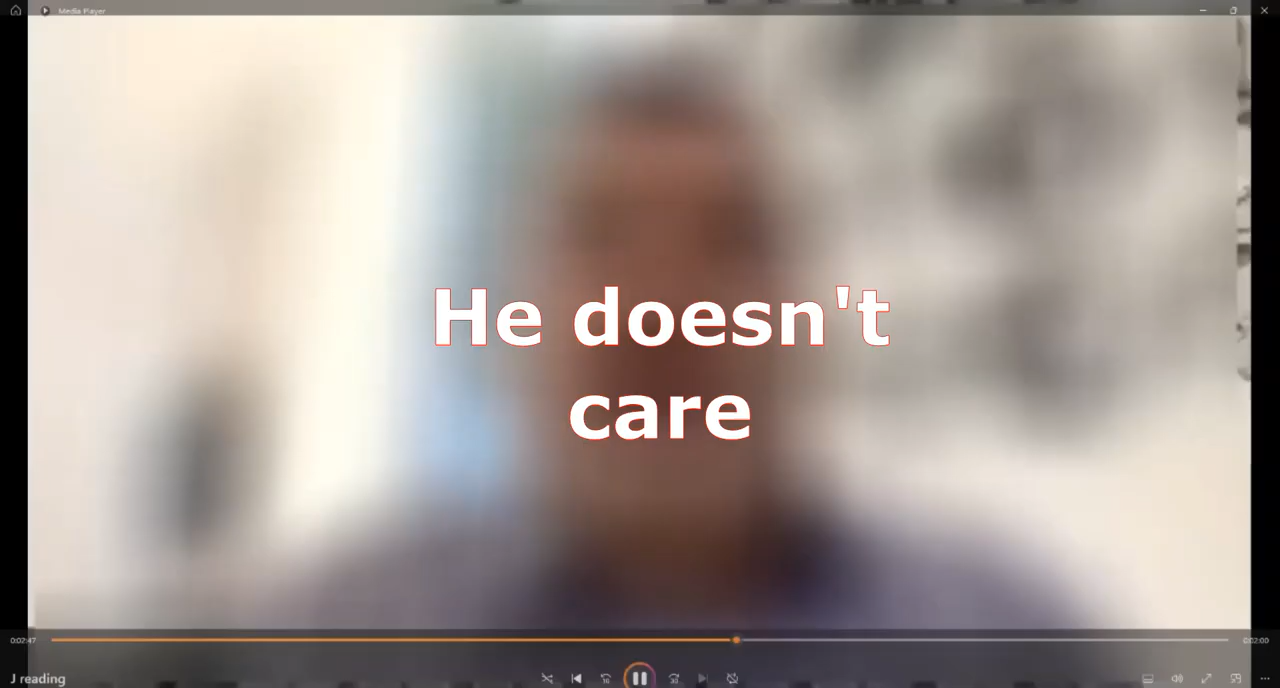 Media Player
He doesn't
care
0:02:47
0:02:00
J reading